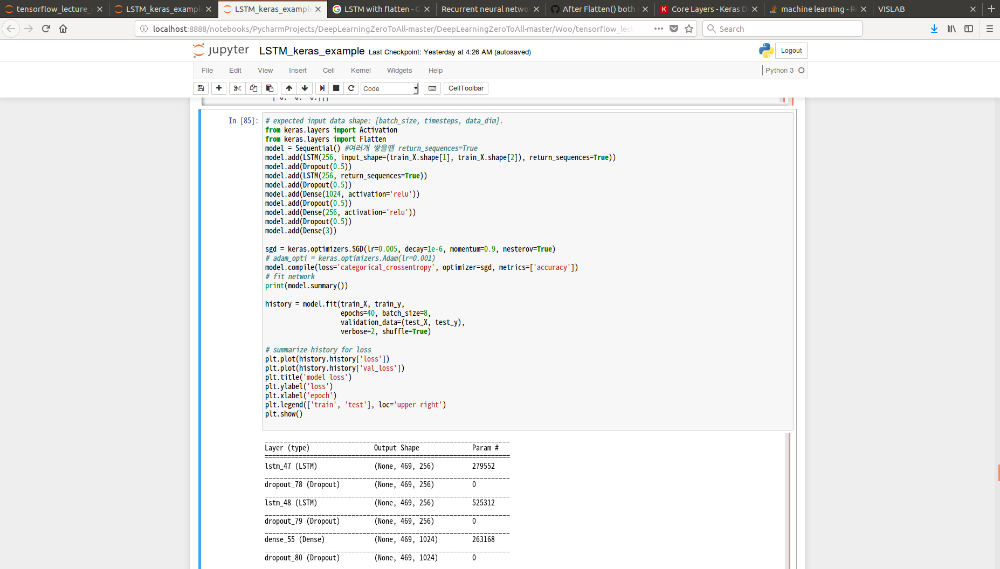 tensorflow_lecture_
LSTM_keras_example
LSTM_keras_example
LSTM with flatten - G
Recurrent neural netwo
After Flatten() both
Core Layers - Keras D
machine learning - R
VISLAB
localhost:8888/notebooks/PycharmProjects/DeepLearningZeroToAll-master/DeepLearningZeroToAll-master/Woo/tensorflow_lect
Search
jupyter LSTM_keras_example Last Checkpoint: Yesterday at 4:26 AM (autosaved)
Logout
File Edit View Insert Cell Kernel Widgets Help
Python 3
Code
CellToolbar
[ 0. 0. 0.]]]
In [85]:
# expected input data shape: [batch_size, timesteps, data_dim].
from keras.layers import Activation
from keras.layers import Flatten
model = Sequential() #여러개 쌓을땐 return_sequences=True
model.add(LSTM(256, input_shape=(train_X.shape[1], train_X.shape[2]), return_sequences=True))
model.add(Dropout(0.5))
model.add(LSTM(256, return_sequences=True))
model.add(Dropout(0.5))
model.add(Dense(1024, activation='relu'))
model.add(Dropout(0.5))
model.add(Dense(256, activation='relu'))
model.add(Dropout(0.5))
model.add(Dense(3))
sgd = keras.optimizers.SGD(lr=0.005, decay=1e-6, momentum=0.9, nesterov=True)
# adam_opti = keras.optimizers.Adam(lr=0.001)
model.compile(loss='categorical_crossentropy', optimizer=sgd, metrics=['accuracy'])
# fit network
print(model.summary())
history = model.fit(train_X, train_y,
epochs=40, batch_size=8,
validation_data=(test_X, test_y),
verbose=2, shuffle=True)
# summarize history for loss
plt.plot(history.history['loss'])
plt.plot(history.history['val_loss'])
plt.title('model loss')
plt.ylabel('loss')
plt.xlabel('epoch')
plt.legend(['train', 'test'], loc='upper right')
plt.show()
_________________________________________________________________
Layer (type) Output Shape Param #
=================================================================
lstm_47 (LSTM) (None, 469, 256) 279552
_________________________________________________________________
dropout_78 (Dropout) (None, 469, 256) 0
_________________________________________________________________
lstm_48 (LSTM) (None, 469, 256) 525312
_________________________________________________________________
dropout_79 (Dropout) (None, 469, 256) 0
_________________________________________________________________
dense_55 (Dense) (None, 469, 1024) 263168
_________________________________________________________________
dropout_80 (Dropout) (None, 469, 1024) 0